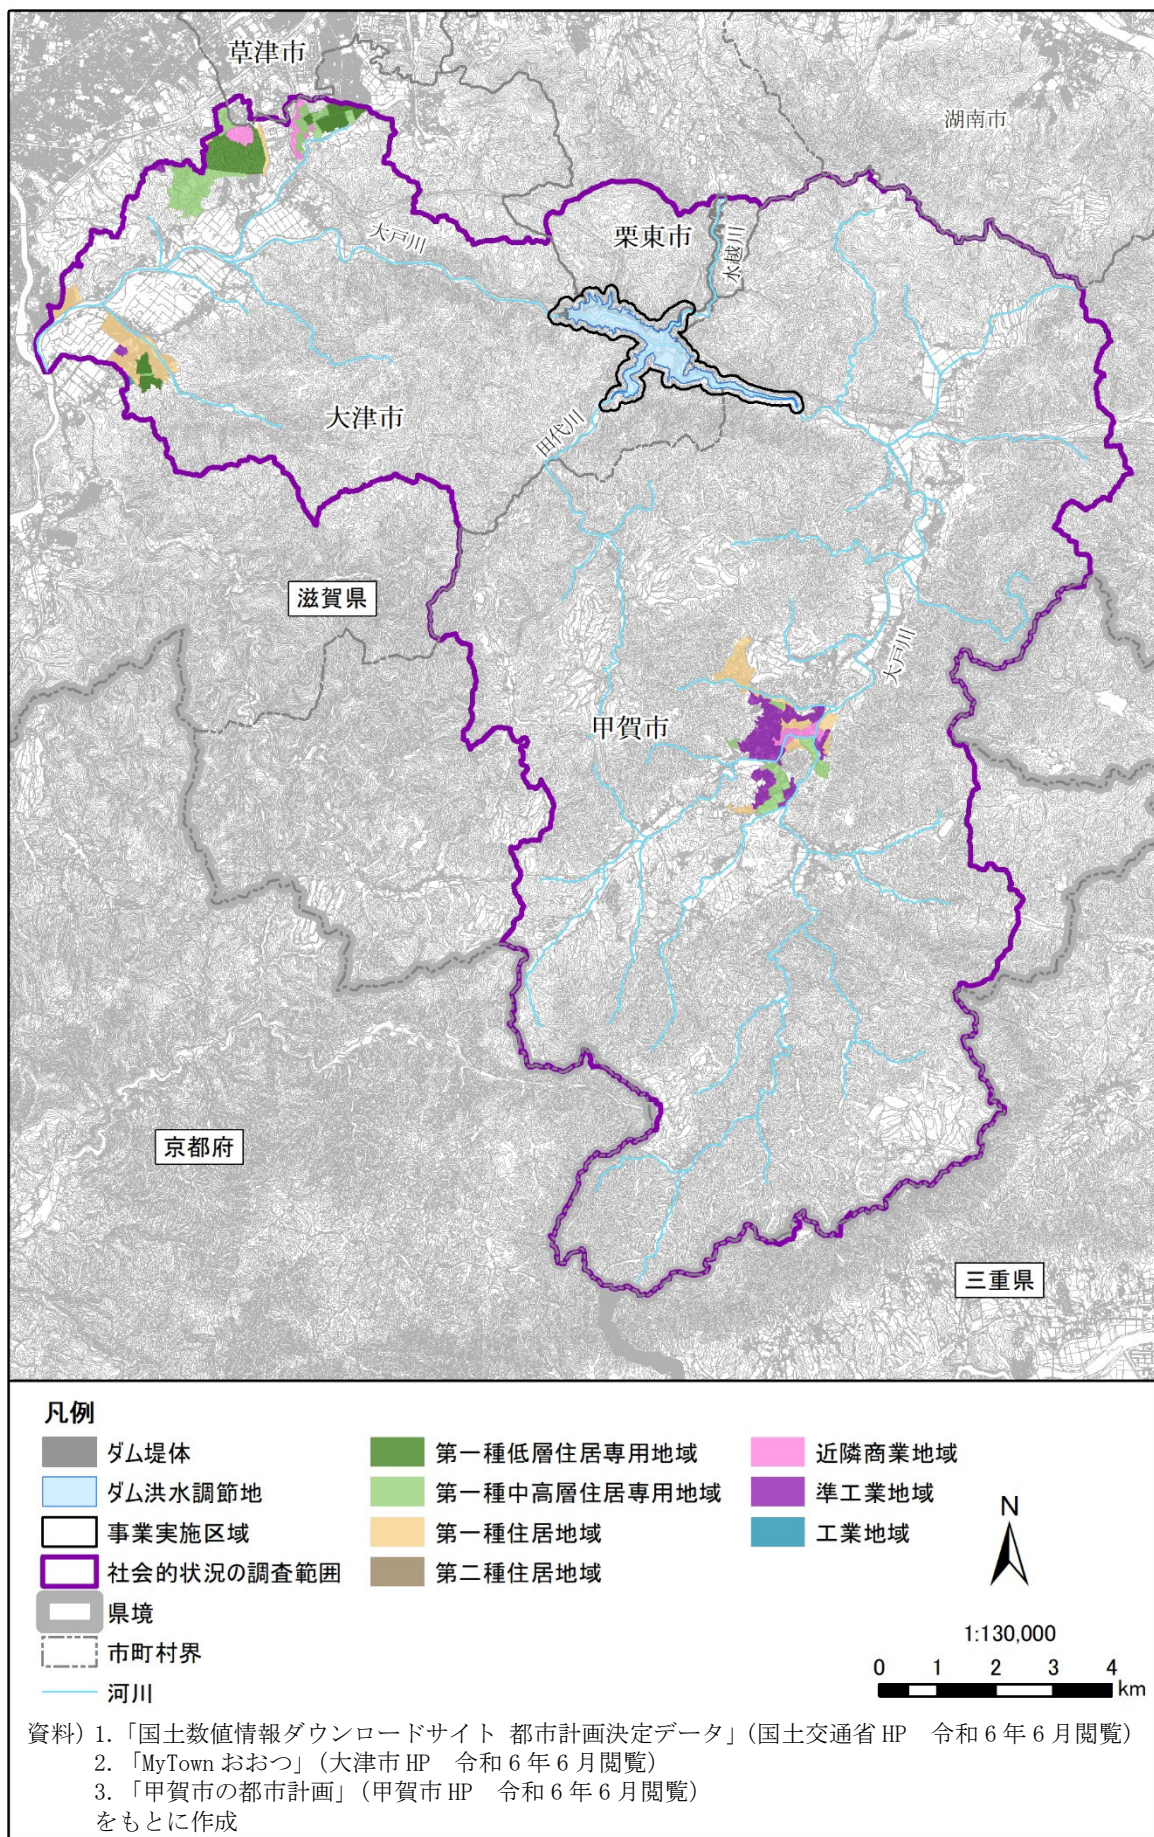 草津市
湖南市
栗東市
大戸川
水越川
大津市
田代川
滋賀県
大戸川
甲賀市
京都府
三重県
凡例
ダム堤体
ダム洪水調節地
事業実施区域
社会的状況の調査範囲
県境
市町村界
河川
第一種低層住居専用地域
第一種中高層住居専用地域
第一種住居地域
第二種住居地域
近隣商業地域
準工業地域
工業地域
N
1:130,000
0 1 2 3 4
km
資料) 1.「国土数値情報ダウンロードサイト 都市計画決定データ」(国土交通省 HP 令和 6 年 6 月閲覧)
2.「MyTown おおつ」(大津市 HP 令和 6 年 6 月閲覧)
3.「甲賀市の都市計画」(甲賀市 HP 令和 6 年 6 月閲覧)
をもとに作成